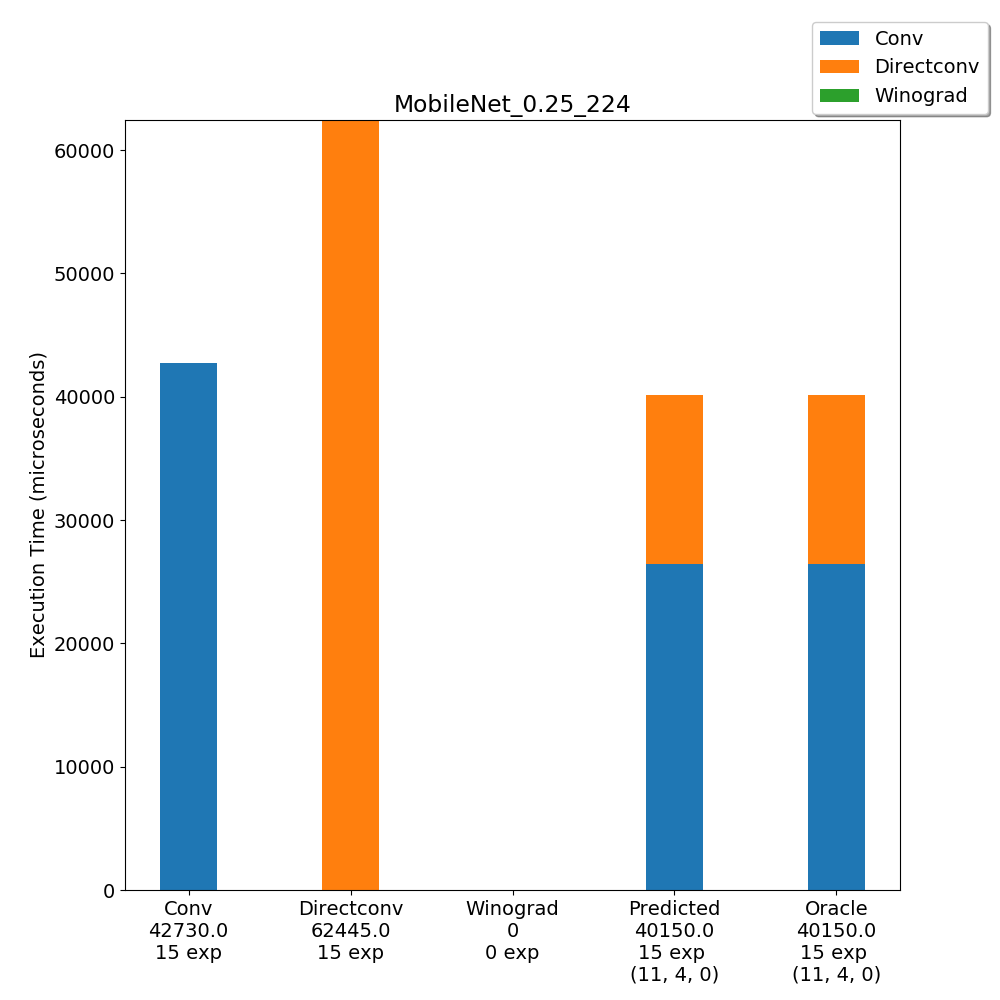 Conv
Directconv
Winograd
MobileNet_0.25_224
Execution Time (microseconds)
60000
50000
40000
30000
20000
10000
0
Conv
42730.0
15 exp
Directconv
62445.0
15 exp
Winograd
0
0 exp
Predicted
40150.0
15 exp
(11, 4, 0)
Oracle
40150.0
15 exp
(11, 4, 0)